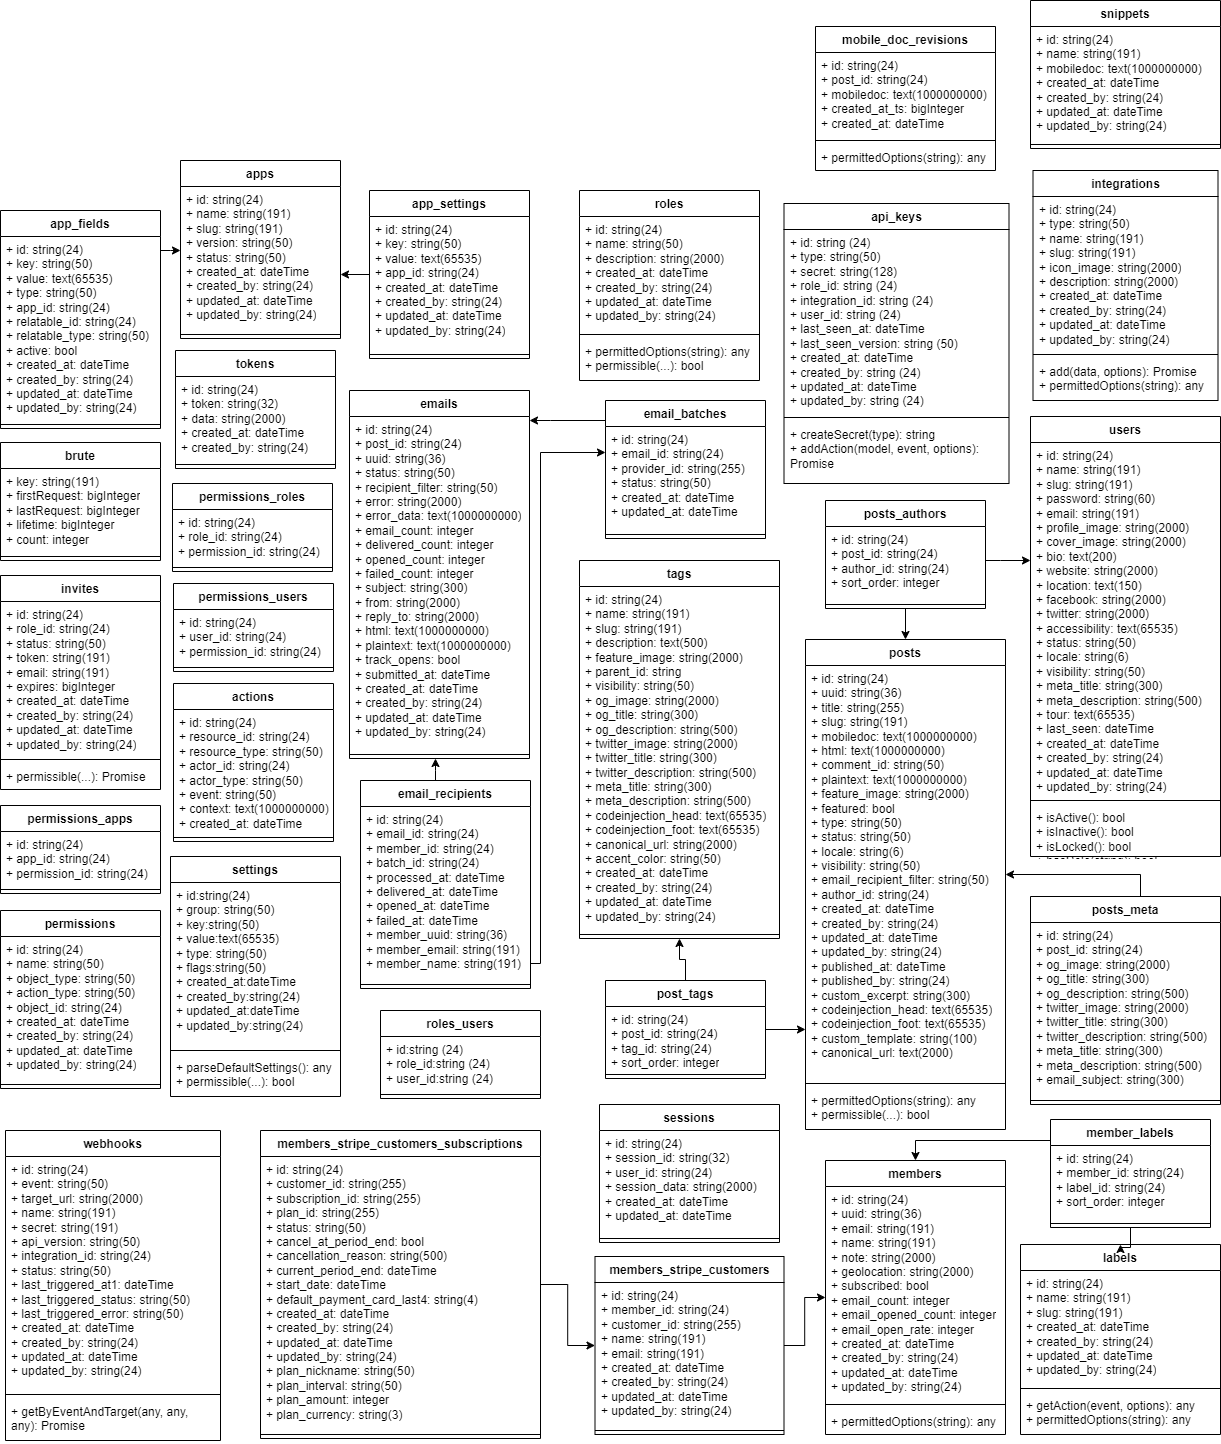 snippets
+ id: string(24)
+ name: string(191)
+ mobiledoc: text(1000000000)
+ created_at: dateTime
+ created_by: string(24)
+ updated_at: dateTime
+ updated_by: string(24)
mobile_doc_revisions
+ id: string(24)
+ post_id: string(24)
+ mobiledoc: text(1000000000)
+ created_at_ts: bigInteger
+ created_at: dateTime
+ permittedOptions(string): any
apps
+ id: string(24)
+ name: string(191)
+ slug: string(191)
+ version: string(50)
+ status: string(50)
+ created_at: dateTime
+ created_by: string(24)
+ updated_at: dateTime
+ updated_by: string(24)
app_settings
+ id: string(24)
+ key: string(50)
+ value: text(65535)
+ app_id: string(24)
+ created_at: dateTime
+ created_by: string(24)
+ updated_at: dateTime
+ updated_by: string(24)
roles
+ id: string(24)
+ name: string(50)
+ description: string(2000)
+ created_at: dateTime
+ created_by: string(24)
+ updated_at: dateTime
+ updated_by: string(24)
+ permittedOptions(string): any
+ permissible(...): bool
api_keys
+ id: string (24)
+ type: string(50)
+ secret: string(128)
+ role_id: string (24)
+ integration_id: string (24)
+ user_id: string (24)
+ last_seen_at: dateTime
+ last_seen_version: string (50)
+ created_at: dateTime
+ created_by: string (24)
+ updated_at: dateTime
+ updated_by: string (24)
+ createSecret(type): string
+ addAction(model, event, options):
Promise
integrations
+ id: string(24)
+ type: string(50)
+ name: string(191)
+ slug: string(191)
+ icon_image: string(2000)
+ description: string(2000)
+ created_at: dateTime
+ created_by: string(24)
+ updated_at: dateTime
+ updated_by: string(24)
+ add(data, options): Promise
+ permittedOptions(string): any
app_fields
+ id: string(24)
+ key: string(50)
+ value: text(65535)
+ type: string(50)
+ app_id: string(24)
+ relatable_id: string(24)
+ relatable_type: string(50)
+ active: bool
+ created_at: dateTime
+ created_by: string(24)
+ updated_at: dateTime
+ updated_by: string(24)
tokens
+ id: string(24)
+ token: string(32)
+ data: string(2000)
+ created_at: dateTime
+ created_by: string(24)
emails
+ id: string(24)
+ post_id: string(24)
+ uuid: string(36)
+ status: string(50)
+ recipient_filter: string(50)
+ error: string(2000)
+ error_data: text(1000000000)
+ email_count: integer
+ delivered_count: integer
+ opened_count: integer
+ failed_count: integer
+ subject: string(300)
+ from: string(2000)
+ reply_to: string(2000)
+ html: text(1000000000)
+ plaintext: text(1000000000)
+ track_opens: bool
+ submitted_at: dateTime
+ created_at: dateTime
+ created_by: string(24)
+ updated_at: dateTime
+ updated_by: string(24)
email_batches
+ id: string(24)
+ email_id: string(24)
+ provider_id: string(255)
+ status: string(50)
+ created_at: dateTime
+ updated_at: dateTime
users
+ id: string(24)
+ name: string(191)
+ slug: string(191)
+ password: string(60)
+ email: string(191)
+ profile_image: string(2000)
+ cover_image: string(2000)
+ bio: text(200)
+ website: string(2000)
+ location: text(150)
+ facebook: string(2000)
+ twitter: string(2000)
+ accessibility: text(65535)
+ status: string(50)
+ locale: string(6)
+ visibility: string(50)
+ meta_title: string(300)
+ meta_description: string(500)
+ tour: text(65535)
+ last_seen: dateTime
+ created_at: dateTime
+ created_by: string(24)
+ updated_at: dateTime
+ updated_by: string(24)
+ isActive(): bool
+ isInactive(): bool
+ isLocked(): bool
brute
+ key: string(191)
+ firstRequest: bigInteger
+ lastRequest: bigInteger
+ lifetime: bigInteger
+ count: integer
permissions_roles
+ id: string(24)
+ role_id: string(24)
+ permission_id: string(24)
posts_authors
+ id: string(24)
+ post_id: string(24)
+ author_id: string(24)
+ sort_order: integer
invites
+ id: string(24)
+ role_id: string(24)
+ status: string(50)
+ token: string(191)
+ email: string(191)
+ expires: bigInteger
+ created_at: dateTime
+ created_by: string(24)
+ updated_at: dateTime
+ updated_by: string(24)
+ permissible(...): Promise
permissions_users
+ id: string(24)
+ user_id: string(24)
+ permission_id: string(24)
tags
+ id: string(24)
+ name: string(191)
+ slug: string(191)
+ description: text(500)
+ feature_image: string(2000)
+ parent_id: string
+ visibility: string(50)
+ og_image: string(2000)
+ og_title: string(300)
+ og_description: string(500)
+ twitter_image: string(2000)
+ twitter_title: string(300)
+ twitter_description: string(500)
+ meta_title: string(300)
+ meta_description: string(500)
+ codeinjection_head: text(65535)
+ codeinjection_foot: text(65535)
+ canonical_url: string(2000)
+ accent_color: string(50)
+ created_at: dateTime
+ created_by: string(24)
+ updated_at: dateTime
+ updated_by: string(24)
posts
+ id: string(24)
+ uuid: string(36)
+ title: string(255)
+ slug: string(191)
+ mobiledoc: text(1000000000)
+ html: string(1000000000)
+ comment_id: string(50)
+ plaintext: text(1000000000)
+ feature_image: string(2000)
+ featured: bool
+ type: string(50)
+ status: string(50)
+ locale: string(6)
+ visibility: string(50)
+ email_recipient_filter: string(50)
+ author_id: string(24)
+ created_at: dateTime
+ created_by: string(24)
+ updated_at: dateTime
+ updated_by: string(24)
+ published_at: dateTime
+ published_by: string(24)
+ custom_excerpt: string(300)
+ codeinjection_head: text(65535)
+ codeinjection_foot: text(65535)
+ custom_template: string(100)
+ canonical_url: text(2000)
+ permittedOptions(string): any
+ permissible(...): bool
actions
+ id: string(24)
+ resource_id: string(24)
+ resource_type: string(50)
+ actor_id: string(24)
+ actor_type: string(50)
+ event: string(50)
+ context: text(1000000000)
+ created_at: dateTime
email_recipients
+ id: string(24)
+ email_id: string(24)
+ member_id: string(24)
+ batch_id: string(24)
+ processed_at: dateTime
+ delivered_at: dateTime
+ opened_at: dateTime
+ failed_at: dateTime
+ member_uuid: string(36)
+ member_email: string(191)
+ member_name: string(191)
permissions_apps
+ id: string(24)
+ app_id: string(24)
+ permission_id: string(24)
settings
+ id:string(24)
+ group: string(50)
+ key:string(50)
+ value:text(65535)
+ type: string(50)
+ flags:string(50)
+ created_at:dateTime
+ created_by:string(24)
+ updated_at:dateTime
+ updated_by:string(24)
+ parseDefaultSettings(): any
+ permissible(...): bool
posts_meta
+ id: string(24)
+ post_id: string(24)
+ og_image: string(2000)
+ og_title: string(300)
+ og_description: string(500)
+ twitter_image: string(2000)
+ twitter_title: string(300)
+ twitter_description: string(500)
+ meta_title: string(300)
+ meta_description: string(500)
+ email_subject: string(300)
permissions
+ id: string(24)
+ name: string(50)
+ object_type: string(50)
+ action_type: string(50)
+ object_id: string(24)
+ created_at: dateTime
+ created_by: string(24)
+ updated_at: dateTime
+ updated_by: string(24)
post_tags
+ id: string(24)
+ post_id: string(24)
+ tag_id: string(24)
+ sort_order: integer
roles_users
+ id:string (24)
+ role_id:string (24)
+ user_id:string (24)
sessions
+ id: string(24)
+ session_id: string(32)
+ user_id: string(24)
+ session_data: string(2000)
+ created_at: dateTime
+ updated_at: dateTime
member_labels
+ id: string(24)
+ member_id: string(24)
+ label_id: string(24)
+ sort_order: integer
webhooks
+ id: string(24)
+ event: string(50)
+ target_url: string(2000)
+ name: string(191)
+ secret: string(191)
+ api_version: string(50)
+ integration_id: string(24)
+ status: string(50)
+ last_triggered_at1: dateTime
+ last_triggered_status: string(50)
+ last_triggered_error: string(50)
+ created_at: dateTime
+ created_by: string(24)
+ updated_at: dateTime
+ updated_by: string(24)
+ getByEventAndTarget(any, any,
any): Promise
members_stripe_customers_subscriptions
+ id: string(24)
+ customer_id: string(255)
+ subscription_id: string(255)
+ plan_id: string(255)
+ status: string(50)
+ cancel_at_period_end: bool
+ cancellation_reason: string(500)
+ current_period_end: dateTime
+ start_date: dateTime
+ default_payment_card_last4: string(4)
+ created_at: dateTime
+ created_by: string(24)
+ updated_at: dateTime
+ updated_by: string(24)
+ plan_nickname: string(50)
+ plan_interval: string(50)
+ plan_amount: integer
+ plan_currency: string(3)
members
+ id: string(24)
+ uuid: string(36)
+ email: string(191)
+ name: string(191)
+ note: string(2000)
+ geolocation: string(2000)
+ subscribed: bool
+ email_count: integer
+ email_opened_count: integer
+ email_open_rate: integer
+ created_at: dateTime
+ created_by: string(24)
+ updated_at: dateTime
+ updated_by: string(24)
+ permittedOptions(string): any
members_stripe_customers
+ id: string(24)
+ member_id: string(24)
+ customer_id: string(255)
+ name: string(191)
+ email: string(191)
+ created_at: dateTime
+ created_by: string(24)
+ updated_at: dateTime
+ updated_by: string(24)
labels
+ id: string(24)
+ name: string(191)
+ slug: string(191)
+ created_at: dateTime
+ created_by: string(24)
+ updated_at: dateTime
+ updated_by: string(24)
+ getAction(event, options): any
+ permittedOptions(string): any